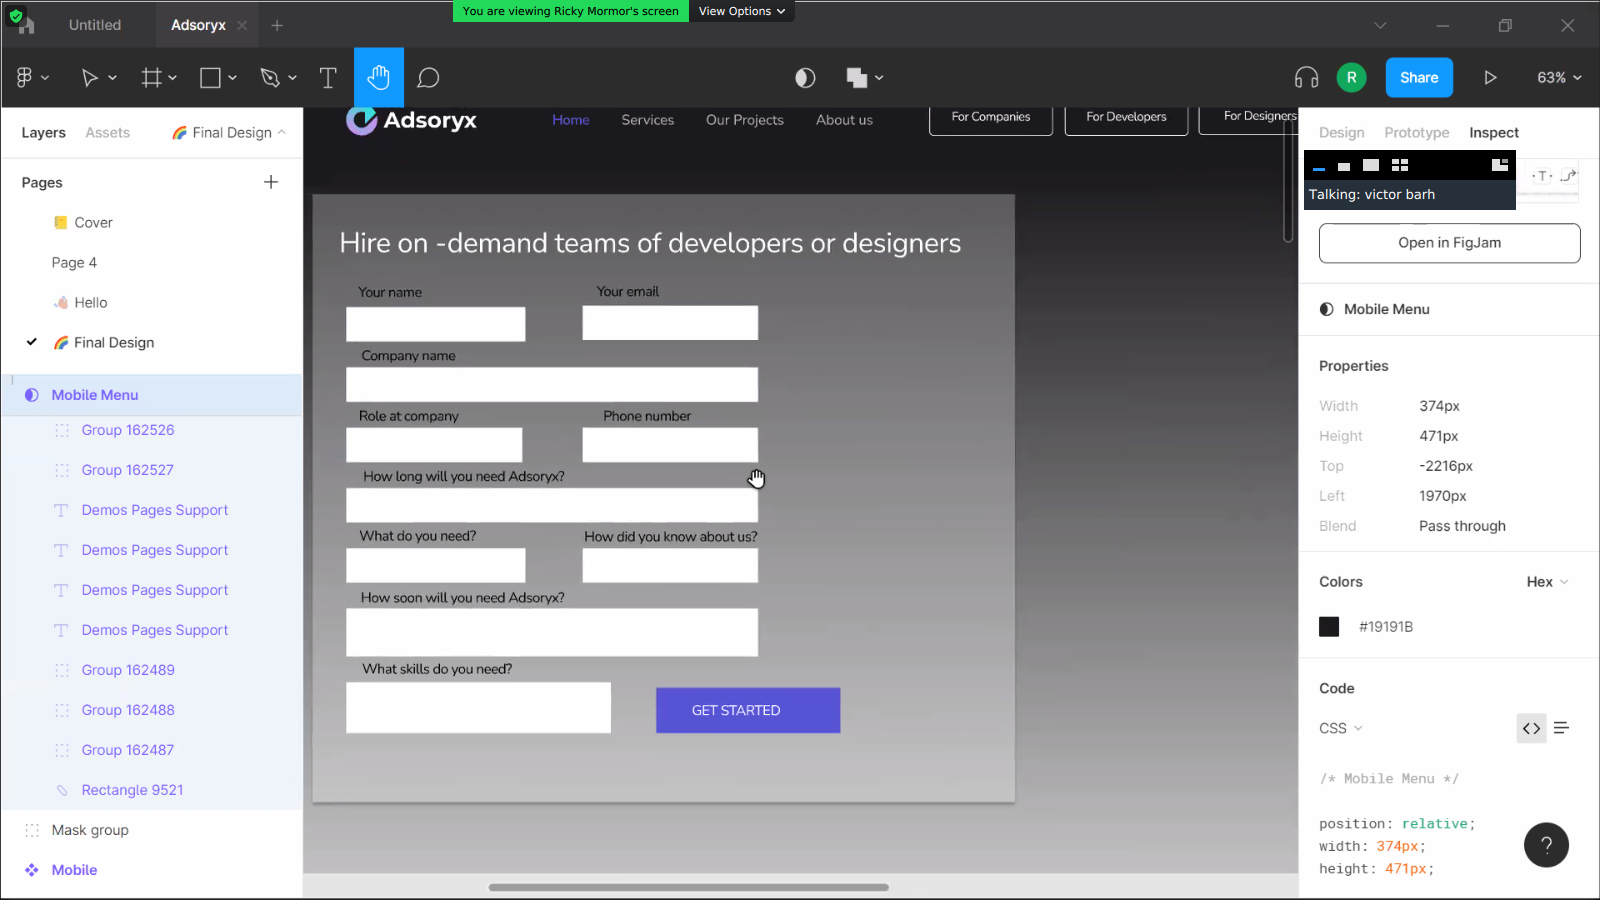 You are viewing Ricky Mormor's screen
View Options
Untitled
Adsoryx
T
R
Share
63%
Layers
Assets
Final Design
Pages
Cover
Page 4
Hello
Final Design
Mobile Menu
Group 162526
Group 162527
Demos Pages Support
Demos Pages Support
Demos Pages Support
Demos Pages Support
Group 162489
Group 162488
Group 162487
Rectangle 9521
Mask group
Mobile
Adsoryx
Home
Services
Our Projects
About us
For Companies
For Developers
For Designers
Hire on -demand teams of developers or designers
Your name
Your email
Company name
Role at company
Phone number
How long will you need Adsoryx?
What do you need?
How did you know about us?
How soon will you need Adsoryx?
What skills do you need?
GET STARTED
Design
Prototype
Inspect
Talking: victor barh
Open in FigJam
Mobile Menu
Properties
Width 374px
Height 471px
Top -2216px
Left 1970px
Blend Pass through
Colors
Hex
#19191B
Code
CSS
/* Mobile Menu */
position: relative;
width: 374px;
height: 471px;
?